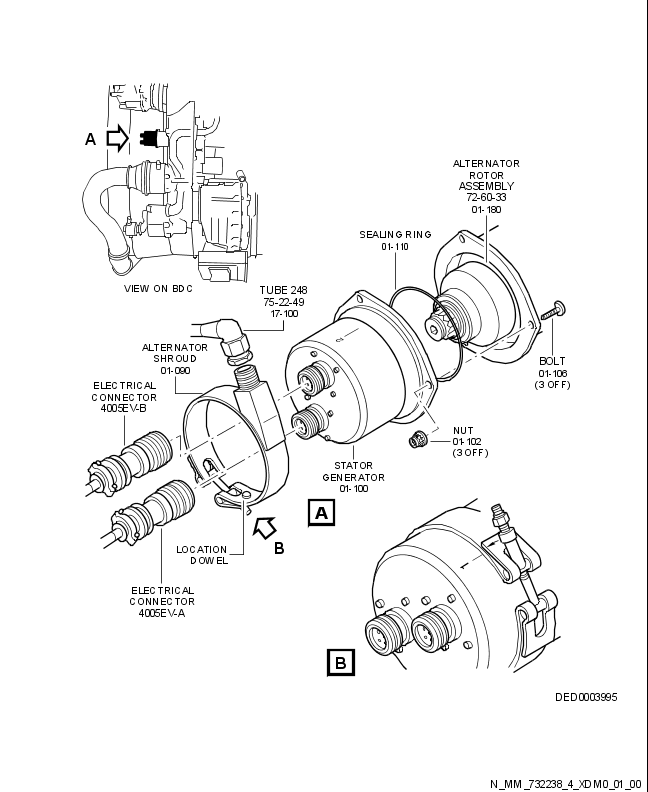 A
VIEW ON BDC
ALTERNATOR
ROTOR
ASSEMBLY
72-60-33
01-180
SEALING RING
01-110
TUBE 248
75-22-49
17-100
ALTERNATOR
SHROUD
01-090
ELECTRICAL
CONNECTOR
4005EV-B
BOLT
01-106
(3 OFF)
NUT
01-102
(3 OFF)
STATOR
GENERATOR
01-100
A
B
LOCATION
DOWEL
ELECTRICAL
CONNECTOR
4005EV-A
B
DED0003995
N_MM_732238_4_XDM0_01_00